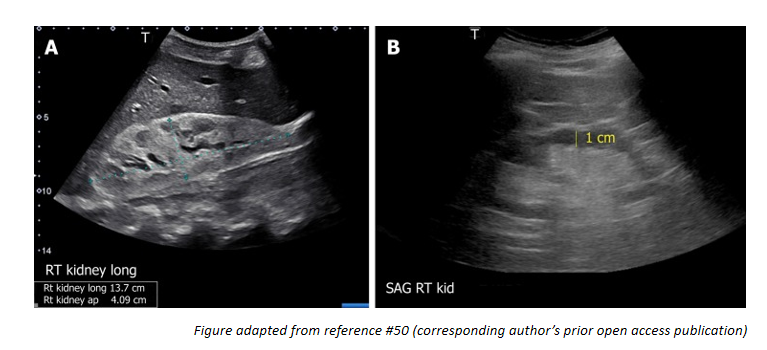 A
T
5
10
14
RT kidney long
Rt kidney long 13.7 cm
Rt kidney ap 4.09 cm
B
T
1 cm
SAG RT kid
Figure adapted from reference #50 (corresponding author's prior open access publication)